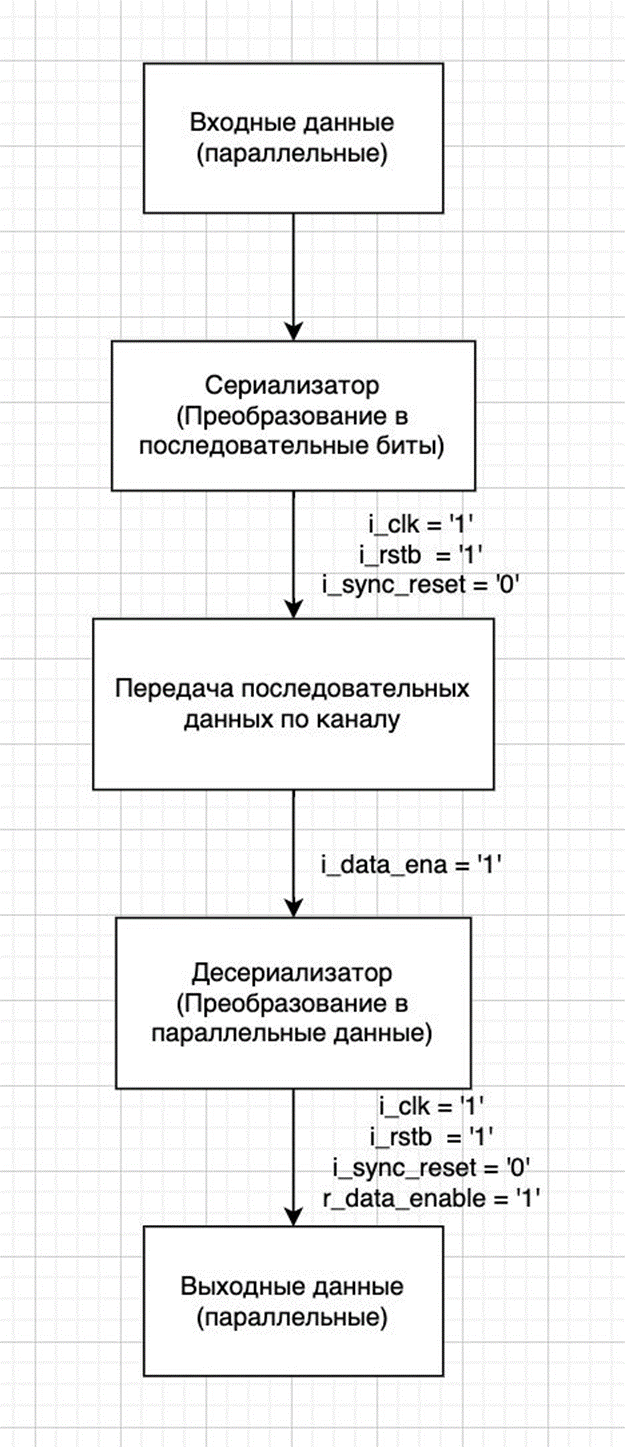 Входные данные
(параллельные)
Сериализатор
(Преобразование в
последовательные биты)
i_clk = '1'
i_rstb  = '1'
i_sync_reset = '0'
Передача последовательных
данных по каналу
i_data_ena = '1'
Десериализатор
(Преобразование в
параллельные данные)
i_clk = '1'
i_rstb  = '1'
i_sync_reset = '0'
r_data_enable = '1'
Выходные данные
(параллельные)